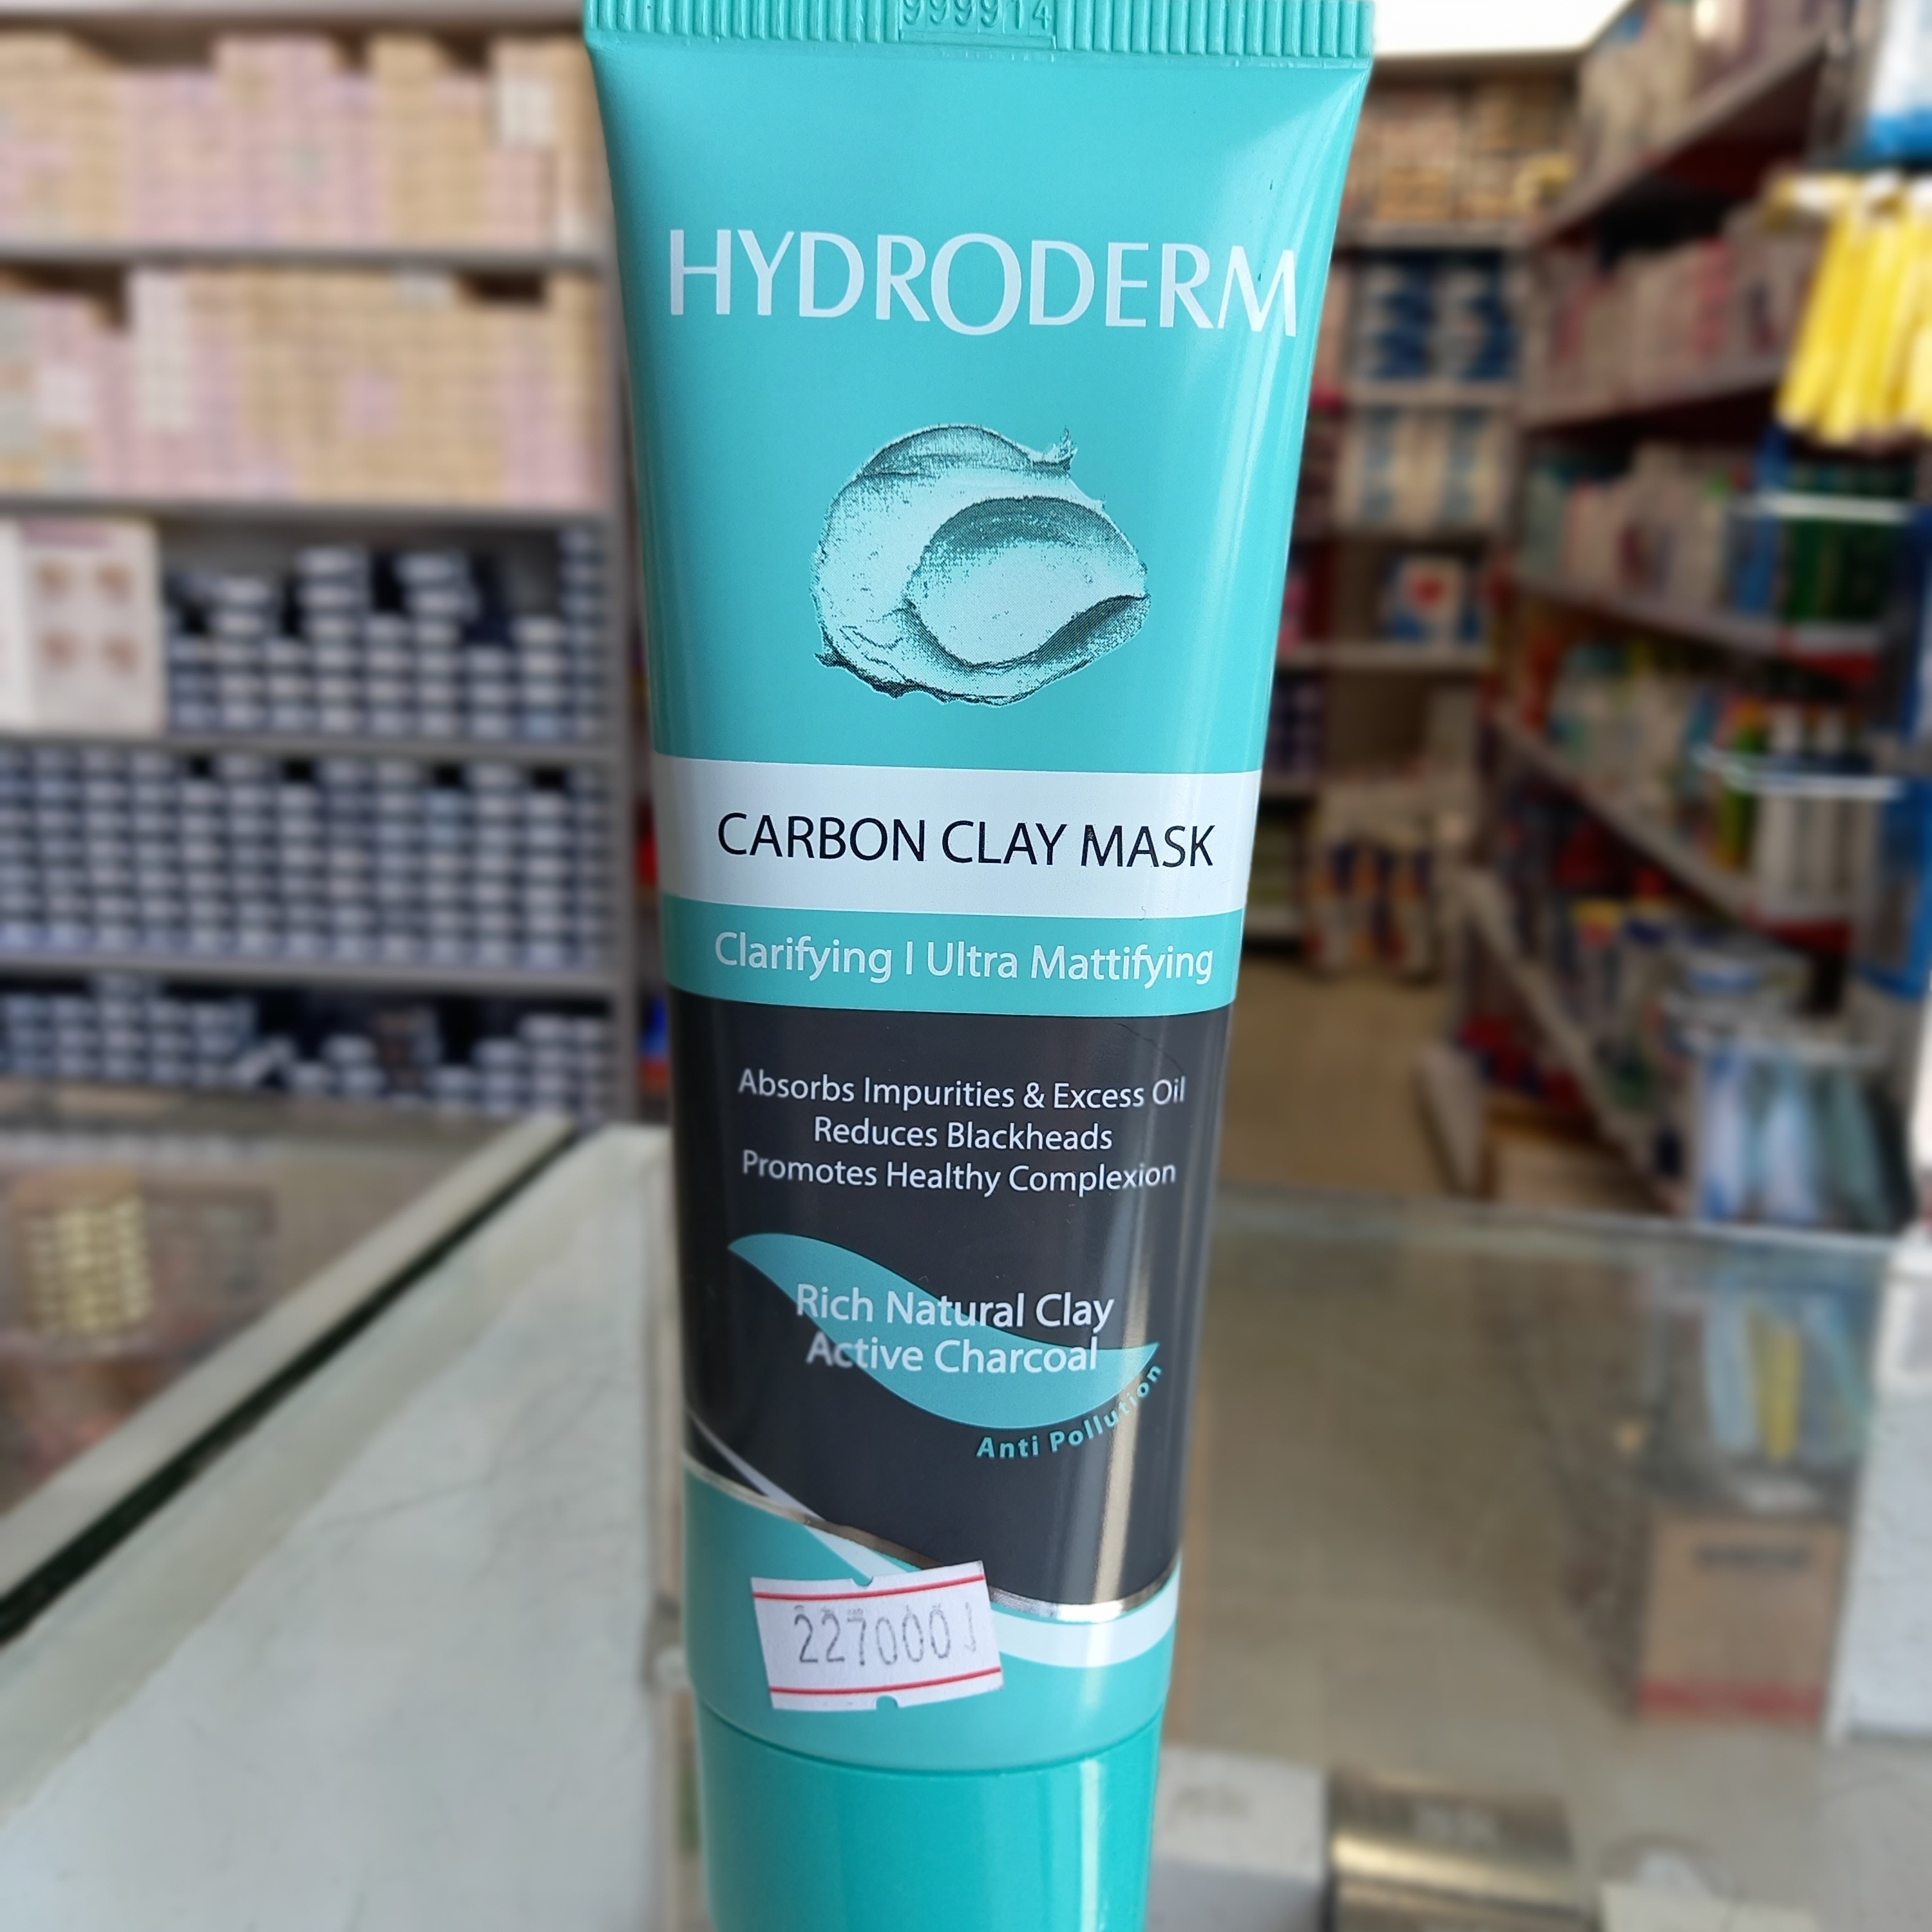 999914
HYDRODERM
CARBON CLAY MASK
Clarifying | Ultra Mattifying
Absorbs Impurities & Excess Oil
Reduces Blackheads
Promotes Healthy Complexion
Rich Natural Clay
Active Charcoal
Anti Pollution
227000